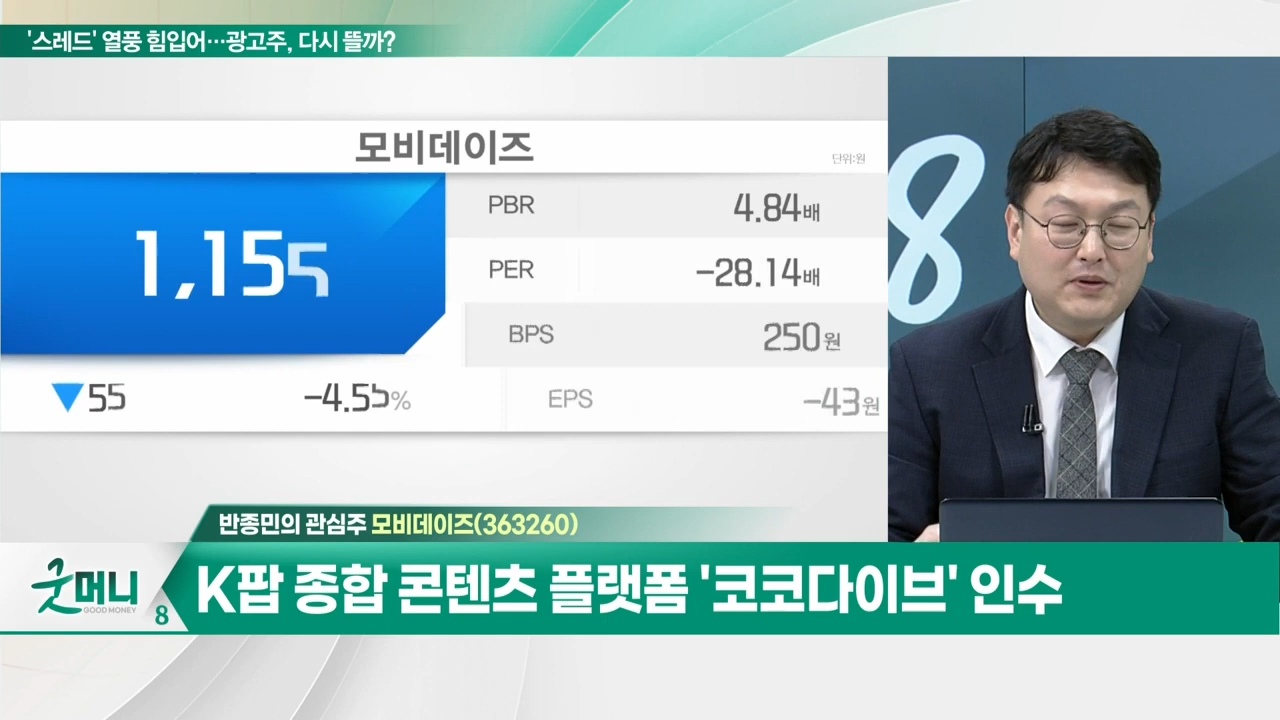 '스레드' 열풍 힘입어…광고주, 다시 뜰까?
모비데이즈
단위:원
1,155
PBR 4.84배
PER -28.14배
BPS 250원
▼55 -4.55%
EPS -43원
8
반종민의 관심주 모비데이즈(363260)
굿머니
GOOD MONEY
8
K팝 종합 콘텐츠 플랫폼 '코코다이브' 인수